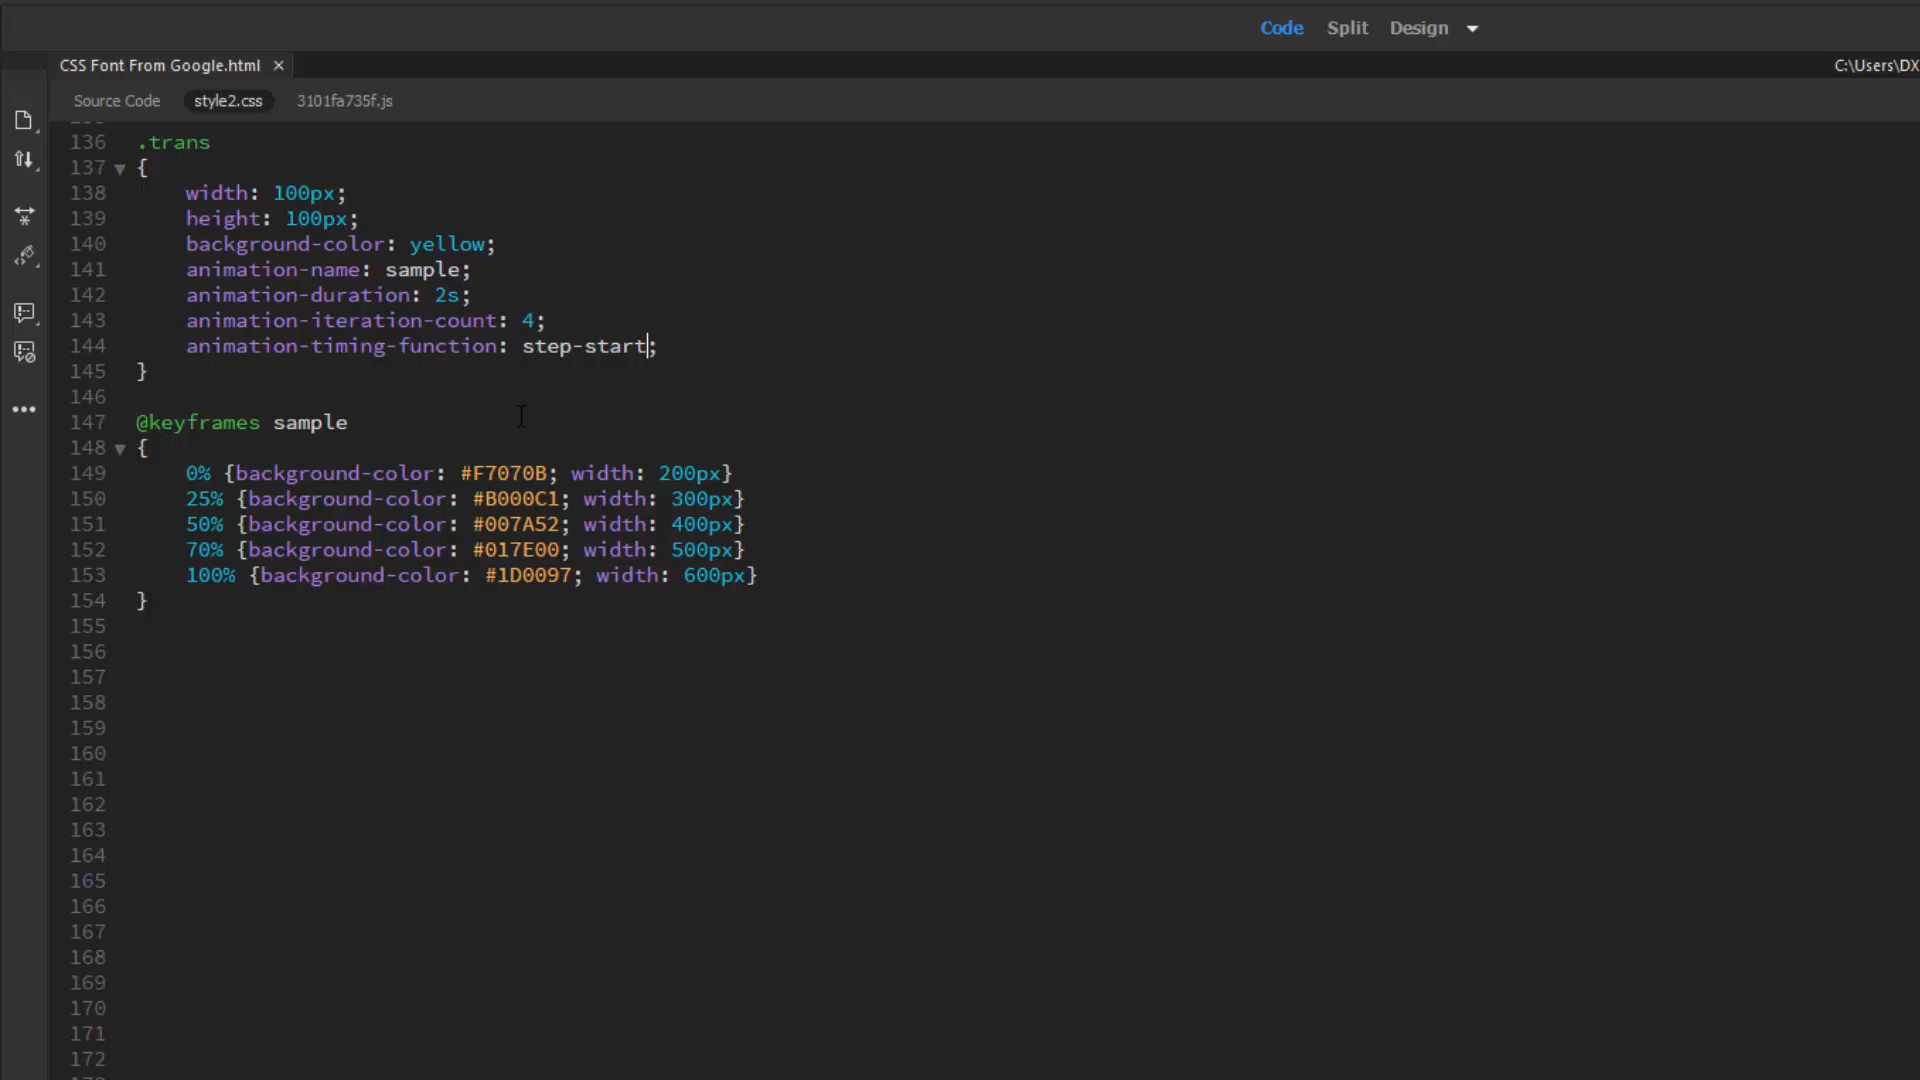 Code Split Design
CSS Font From Google.html ×
C:\Users\DX
Source Code style2.css 3101fa735f.js
136 .trans
137 {
138 width: 100px;
139 height: 100px;
140 background-color: yellow;
141 animation-name: sample;
142 animation-duration: 2s;
143 animation-iteration-count: 4;
144 animation-timing-function: step-start;
145 }
146
147 @keyframes sample
148 {
149 0% {background-color: #F7070B; width: 200px}
150 25% {background-color: #B000C1; width: 300px}
151 50% {background-color: #007A52; width: 400px}
152 70% {background-color: #017E00; width: 500px}
153 100% {background-color: #1D0097; width: 600px}
154 }
155
156
157
158
159
160
161
162
163
164
165
166
167
168
169
170
171
172